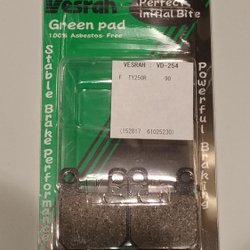 Vesrah
Perfect
Initial Bite
Green pad
100% Asbestos-Free
VESRAH : VD-254
F TY250R 90
(152817 61025230)
Stable Brake Performance
Powerful Braking